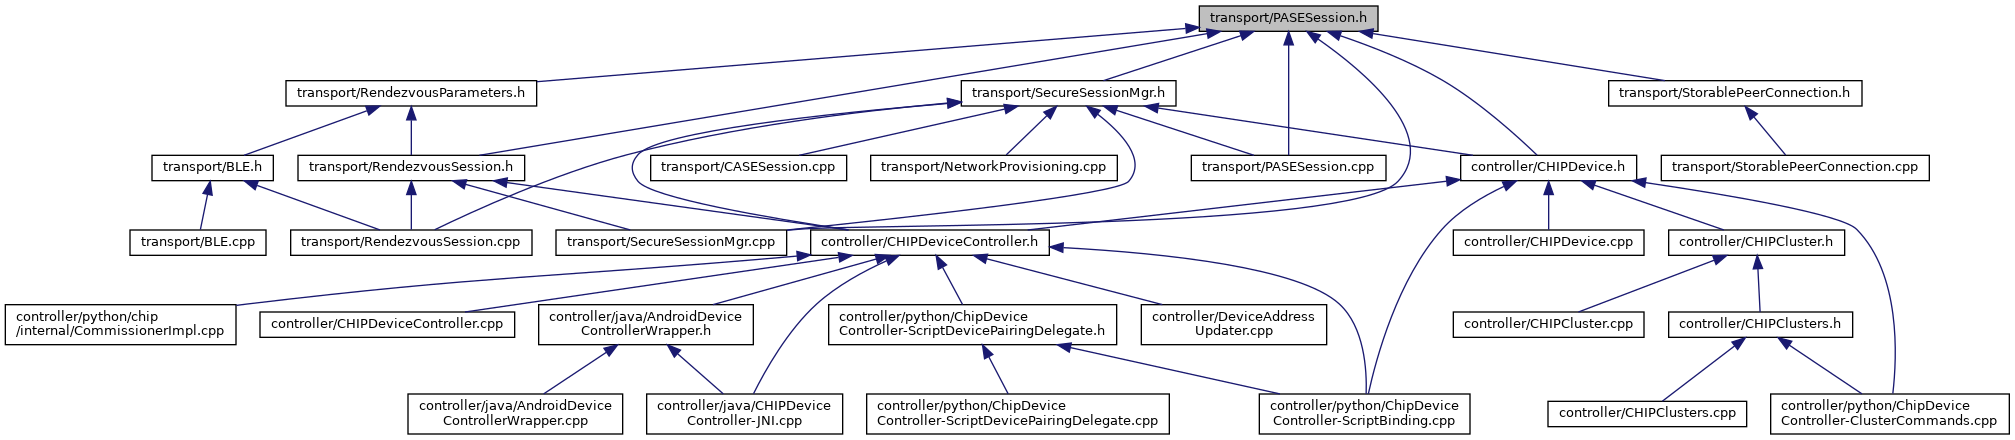 transport/PASESession.h
transport/RendezvousParameters.h
transport/SecureSessionMgr.h
transport/StorablePeerConnection.h
transport/BLE.h
transport/RendezvousSession.h
transport/CASESession.cpp
transport/NetworkProvisioning.cpp
transport/PASESession.cpp
controller/CHIPDevice.h
transport/StorablePeerConnection.cpp
transport/BLE.cpp
transport/RendezvousSession.cpp
transport/SecureSessionMgr.cpp
controller/CHIPDeviceController.h
controller/CHIPDevice.cpp
controller/CHIPCluster.h
controller/python/chip
/internal/CommissionerImpl.cpp
controller/CHIPDeviceController.cpp
controller/java/AndroidDevice
ControllerWrapper.h
controller/python/ChipDevice
Controller-ScriptDevicePairingDelegate.h
controller/DeviceAddress
Updater.cpp
controller/CHIPCluster.cpp
controller/CHIPClusters.h
controller/java/AndroidDevice
ControllerWrapper.cpp
controller/java/CHIPDevice
Controller-JNI.cpp
controller/python/ChipDevice
Controller-ScriptDevicePairingDelegate.cpp
controller/python/ChipDevice
Controller-ScriptBinding.cpp
controller/CHIPClusters.cpp
controller/python/ChipDevice
Controller-ClusterCommands.cpp